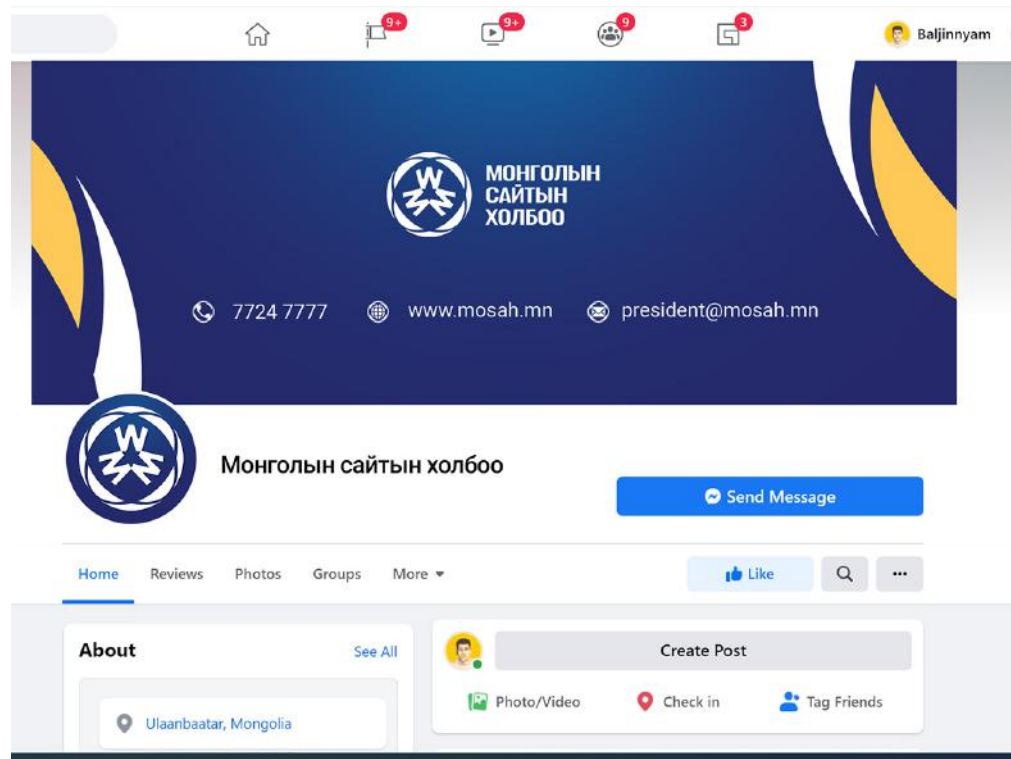 9+
9+
9
3
Baljinnyam
МОНГОЛЫН
САЙТЫН
ХОЛБОО
7724 7777
www.mosah.mn
president@mosah.mn
Монголын сайтын холбоо
Send Message
Home Reviews Photos Groups More
Like
About
See All
Create Post
Photo/Video Check in Tag Friends
Ulaanbaatar, Mongolia